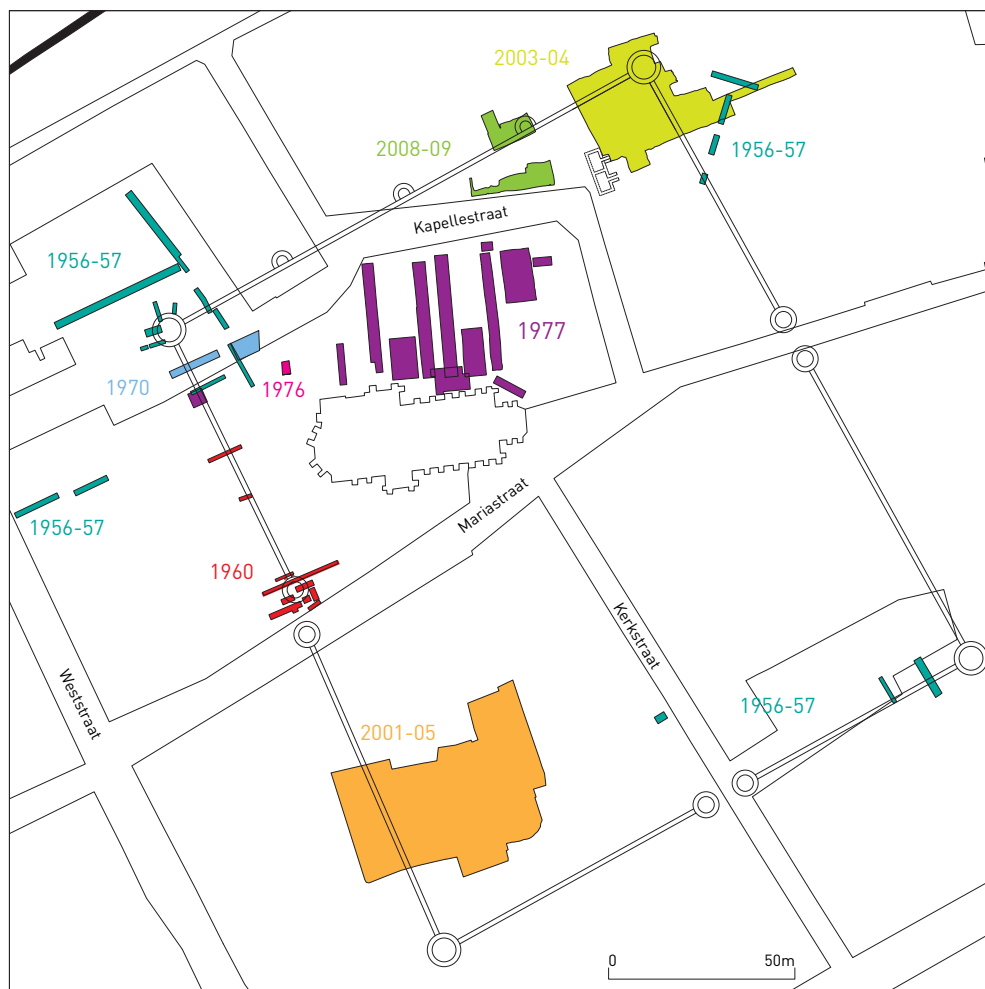 2003-04
2008-09
1956-57
Kapellestraat
1956-57
1977
1970
1976
1956-57
Mariastraat
1960
Kerkstraat
Weststraat
1956-57
2001-05
0 50m